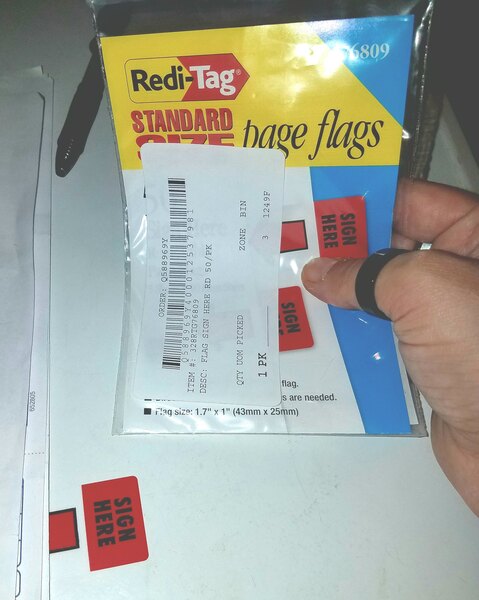 6809
Redi-Tag®
STANDARD
SIZE page flags
ORDER: Q588969Y
ITEM #: 328RTG76809
DESC: FLAG SIGN HERE RD 50/PK
QTY UOM PICKED
ZONE
BIN
1 PK
3
1249F
SIGN
HERE
SIGN
flag.
s are needed.
■ Flag size: 1.7" x 1" (43mm x 25mm)
SIGN
HERE